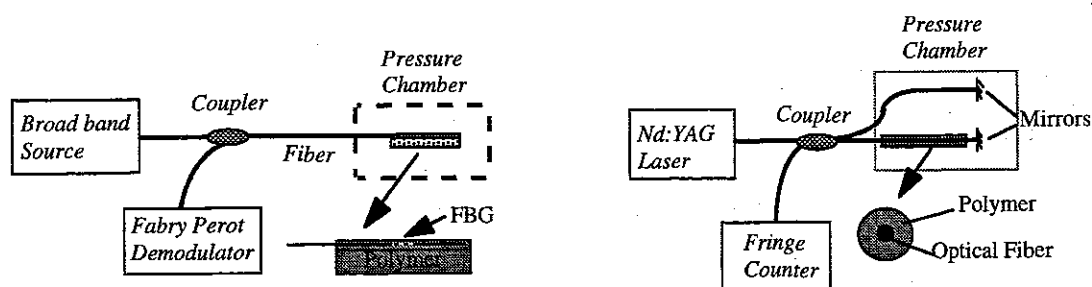 Pressure
Chamber
Coupler
Broad band
Source
Fiber
Fabry Perot
Demodulator
FBG
Polymer
Pressure
Chamber
Coupler
Nd:YAG
Laser
Mirrors
Fringe
Counter
Polymer
Optical Fiber